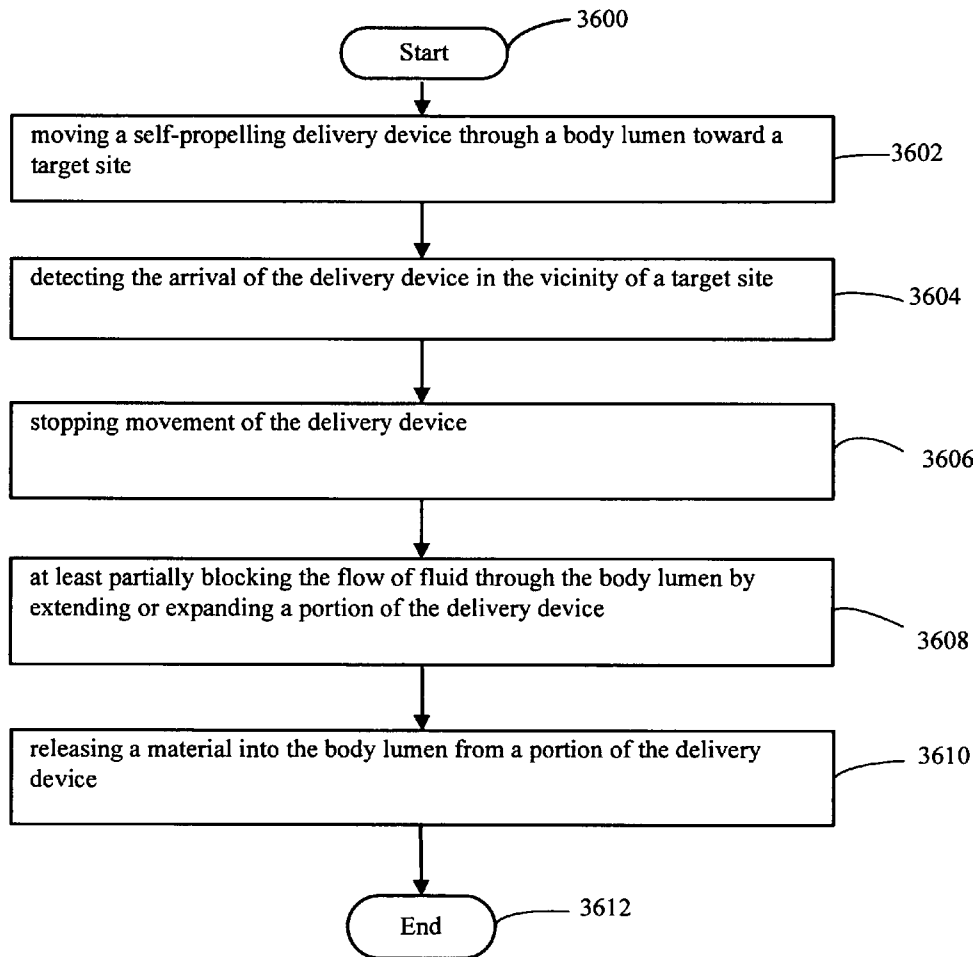 3600
Start
moving a self-propelling delivery device through a body lumen toward a
target site
3602
detecting the arrival of the delivery device in the vicinity of a target site
3604
stopping movement of the delivery device
3606
at least partially blocking the flow of fluid through the body lumen by
extending or expanding a portion of the delivery device
3608
releasing a material into the body lumen from a portion of the delivery
device
3610
End
3612